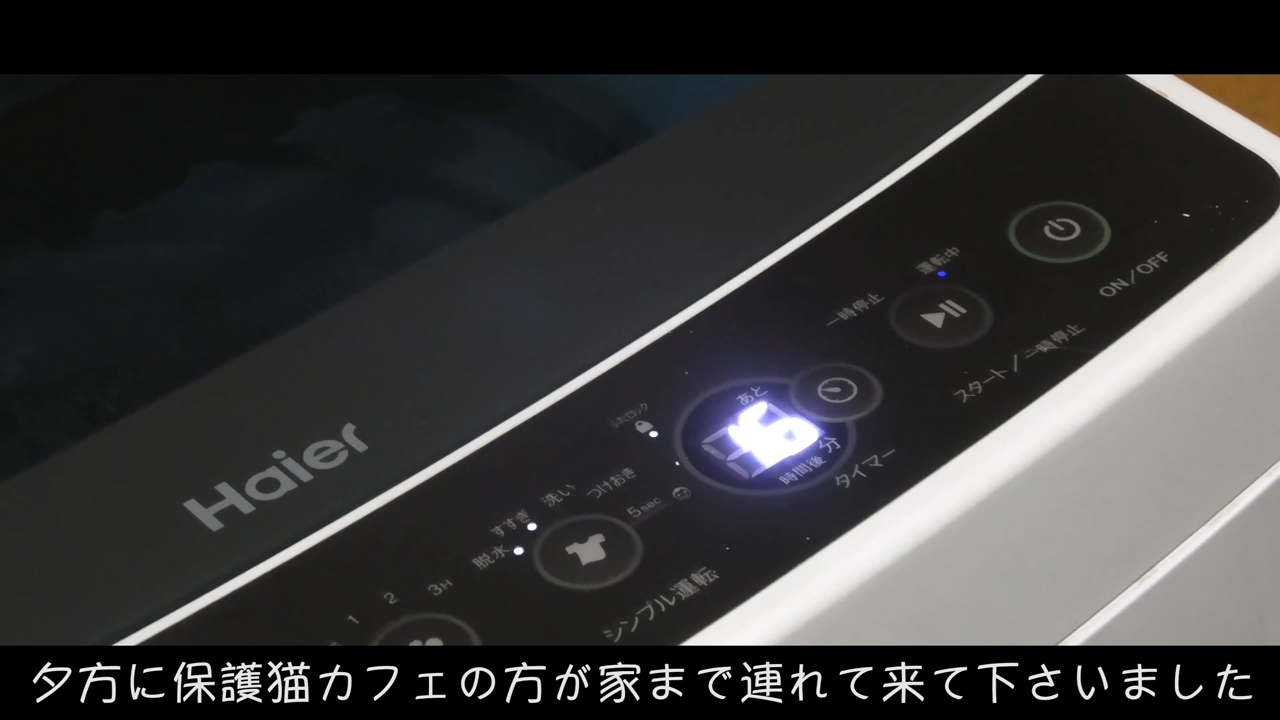 運転中
ON/OFF
一時停止
スタート/一時停止
あと
16
分
時間後
タイマー
ふたロック
洗い
つけおき
すすぎ
5sec
脱水
シンプル運転
1
2
3H
Haier
夕方に保護猫カフェの方が家まで連れて来て下さいました